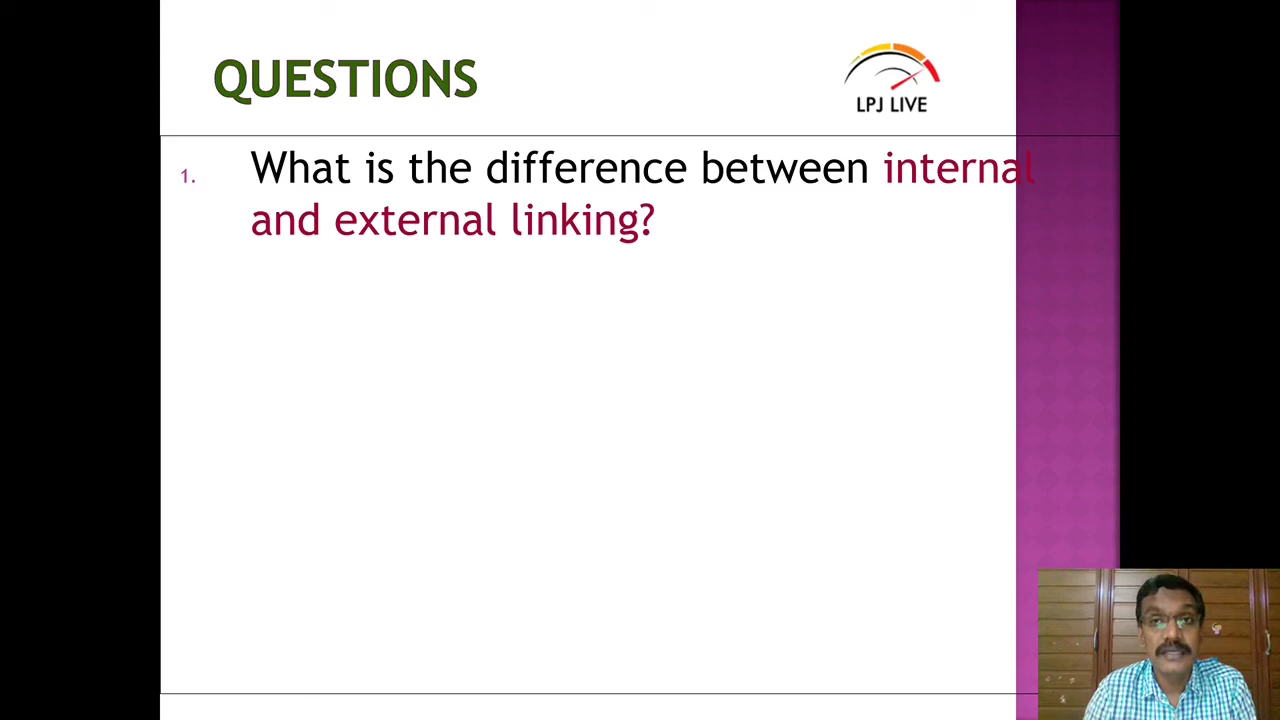 QUESTIONS
LPJ LIVE
1. What is the difference between internal
and external linking?